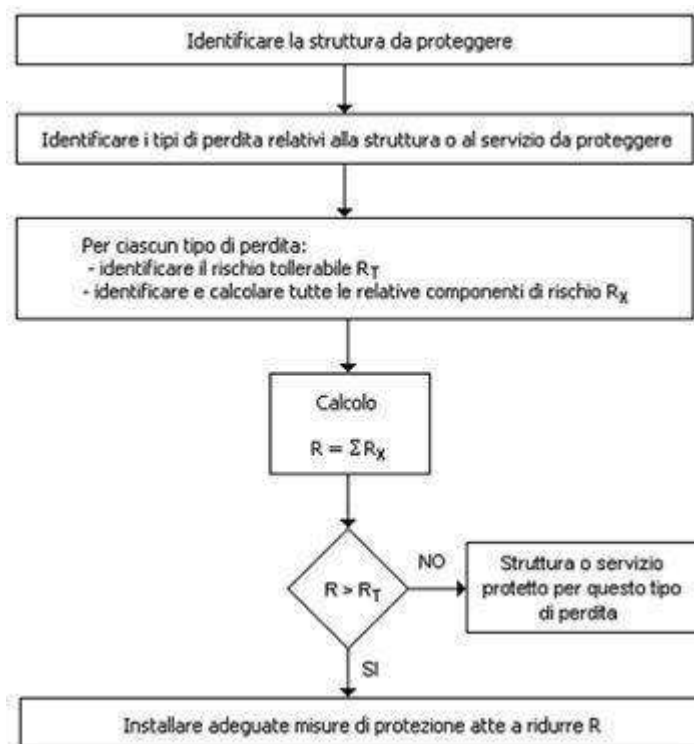 Identificare la struttura da proteggere
Identificare i tipi di perdita relativi alla struttura o al servizio da proteggere
Per ciascun tipo di perdita:
- identificare il rischio tollerabile RT
- identificare e calcolare tutte le relative componenti di rischio RX
Calcolo
R = ΣRX
R > RT
NO
Struttura o servizio
protetto per questo tipo
di perdita
SI
Installare adeguate misure di protezione atte a ridurre R